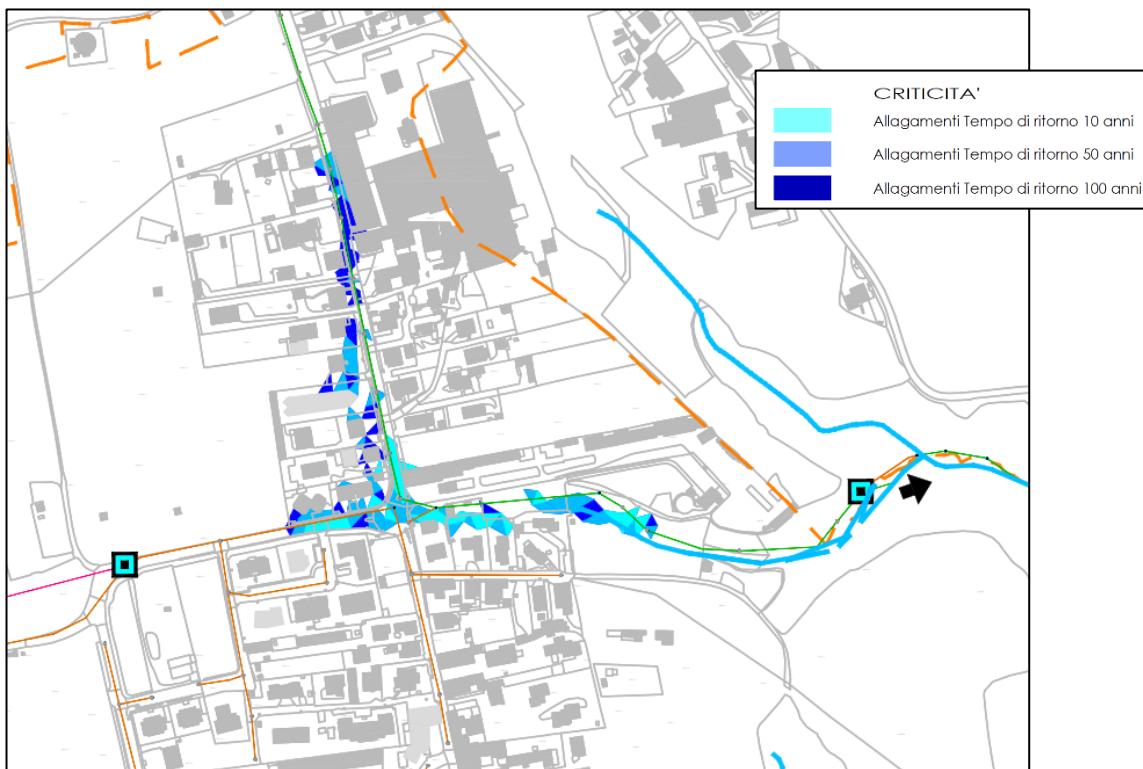 CRITICITA'
Allagamenti Tempo di ritorno 10 anni
Allagamenti Tempo di ritorno 50 anni
Allagamenti Tempo di ritorno 100 anni